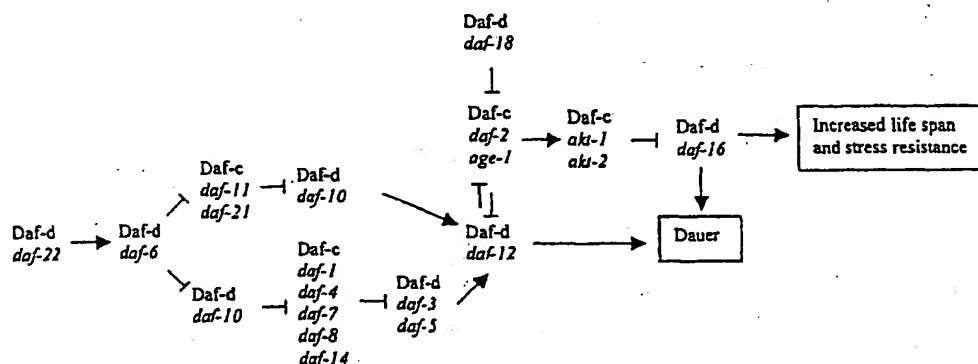 Daf-d
daf-18
Daf-c
daf-2
age-1
Daf-c
akt-1
akt-2
Daf-d
daf-16
Increased life span
and stress resistance
Daf-c
daf-11
daf-21
Daf-d
daf-10
Daf-d
daf-22
Daf-d
daf-6
Daf-d
daf-12
Dauer
Daf-d
daf-10
Daf-c
daf-1
daf-4
daf-7
daf-8
daf-14
Daf-d
daf-3
daf-5